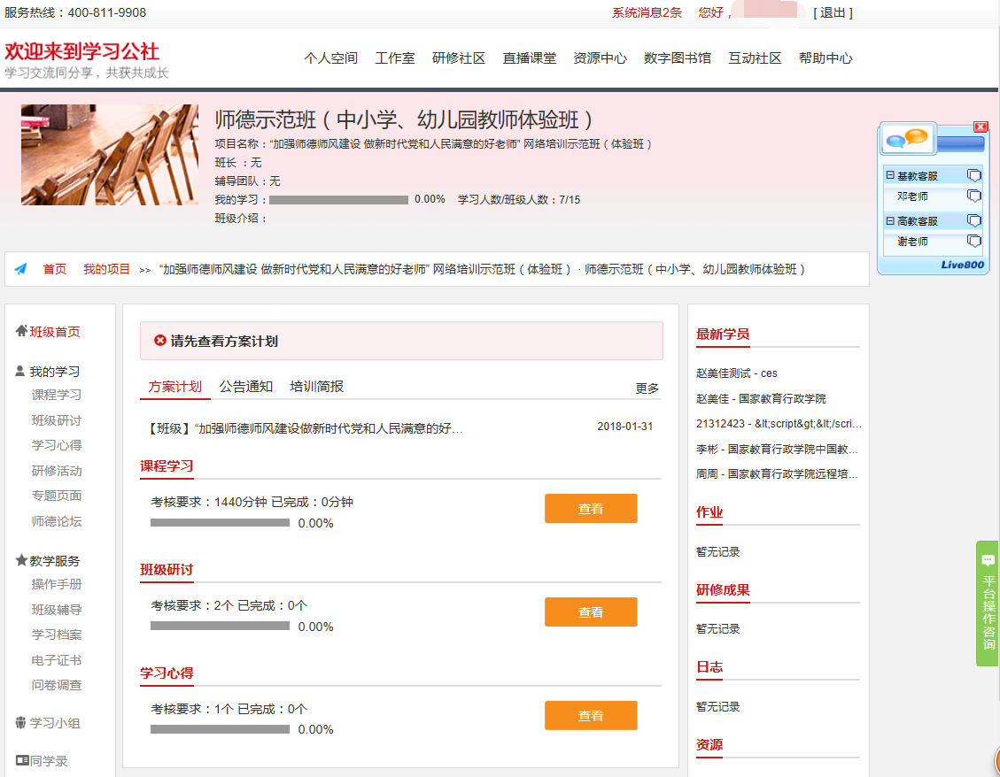 服务热线：400-811-9908
系统消息2条 您好， [ 退出 ]
欢迎来到学习公社
学习交流同分享，共获共成长
个人空间 工作室 研修社区 直播课堂 资源中心 数字图书馆 互动社区 帮助中心
师德示范班（中小学、幼儿园教师体验班）
项目名称：“加强师德师风建设 做新时代党和人民满意的好老师” 网络培训示范班（体验班）
班长 ：无
辅导团队：无
我的学习： 0.00% 学习人数/班级人数：7/15
班级介绍：
基教客服
邓老师
高教客服
谢老师
Live800
首页 我的项目 >> “加强师德师风建设 做新时代党和人民满意的好老师” 网络培训示范班（体验班） · 师德示范班（中小学、幼儿园教师体验班）
班级首页
我的学习
课程学习
班级研讨
学习心得
研修活动
专题页面
师德论坛
教学服务
操作手册
班级辅导
学习档案
电子证书
问卷调查
学习小组
同学录
请先查看方案计划
方案计划 公告通知 培训简报 更多
【班级】“加强师德师风建设做新时代党和人民满意的好… 2018-01-31
课程学习
考核要求：1440分钟 已完成：0分钟
0.00%
查看
班级研讨
考核要求：2个 已完成：0个
0.00%
查看
学习心得
考核要求：1个 已完成：0个
0.00%
查看
最新学员
赵美佳测试 - ces
赵美佳 - 国家教育行政学院
21312423 - &lt;script&gt;&lt;/scri...
李彬 - 国家教育行政学院中国教...
周周 - 国家教育行政学院远程培...
作业
暂无记录
研修成果
暂无记录
日志
暂无记录
资源
平台操作咨询